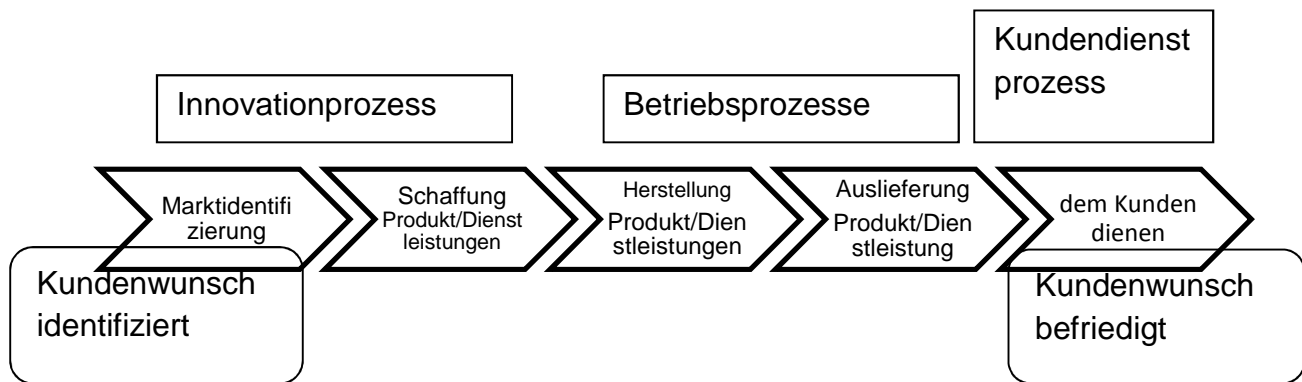 Kundendienst
prozess
Innovationprozess
Betriebsprozesse
Marktidentifi
zierung
Schaffung
Produkt/Dienst
leistungen
Herstellung
Produkt/Dien
stleistungen
Auslieferung
Produkt/Dien
stleistung
dem Kunden
dienen
Kundenwunsch
identifiziert
Kundenwunsch
befriedigt